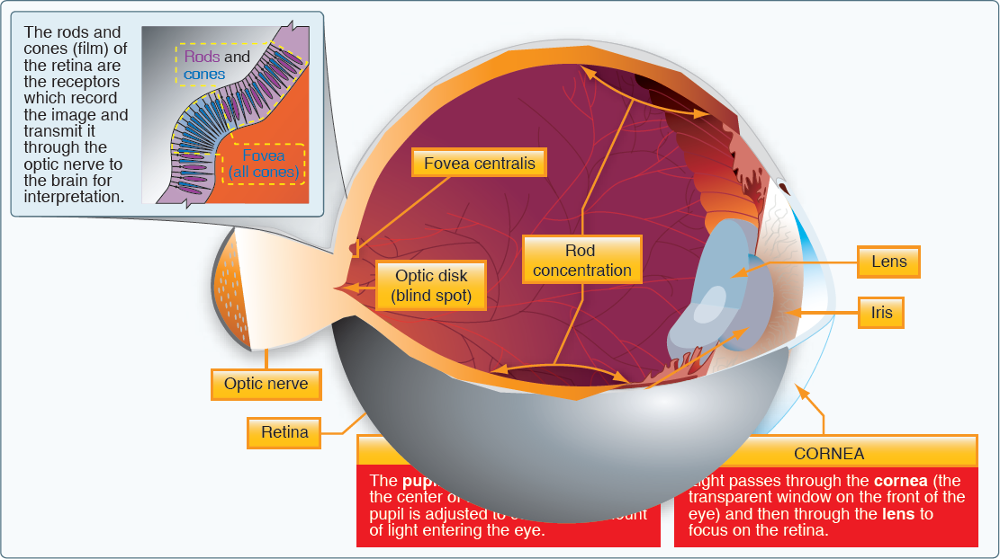 The rods and
cones (film) of
the retina are
the receptors
which record
the image and
transmit it
through the
optic nerve to
the brain for
interpretation.
Rods and
cones
Fovea
(all cones)
Fovea centralis
Rod
concentration
Optic disk
(blind spot)
Lens
Iris
Optic nerve
Retina
The
the center of
pupil is adjusted to
of light entering the eye.
CORNEA
Light passes through the cornea (the
transparent window on the front of the
eye) and then through the lens to
focus on the retina.